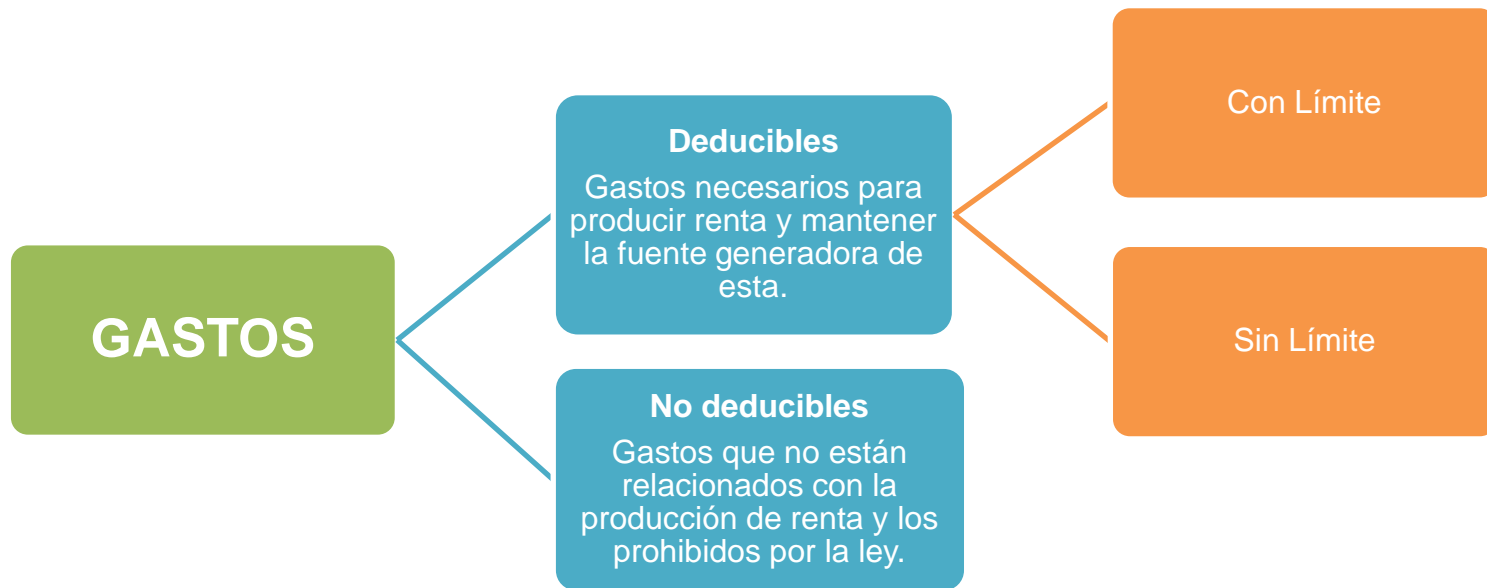 GASTOS
Deducibles
Gastos necesarios para
producir renta y mantener
la fuente generadora de
esta.
No deducibles
Gastos que no están
relacionados con la
producción de renta y los
prohibidos por la ley.
Con Límite
Sin Límite